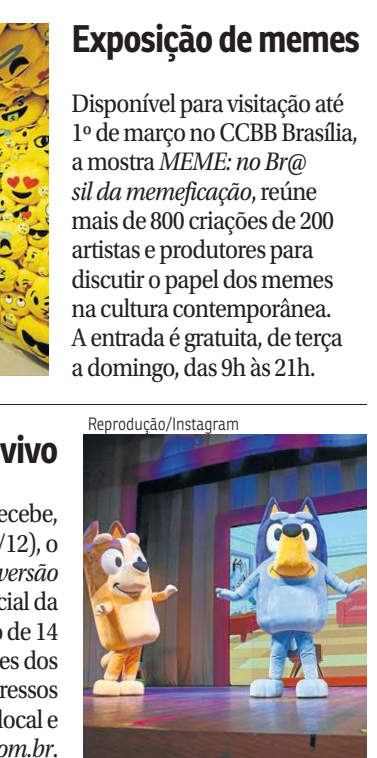 Exposição de memes
Disponível para visitação até
1º de março no CCBB Brasília,
a mostra MEME: no Br@
sil da memeficação, reúne
mais de 800 criações de 200
artistas e produtores para
discutir o papel dos memes
na cultura contemporânea.
A entrada é gratuita, de terça
a domingo, das 9h às 21h.
vivo
ecebe,
/12), o
versão
cial da
o de 14
es dos
ressos
local e
om.br.
Reprodução/Instagram